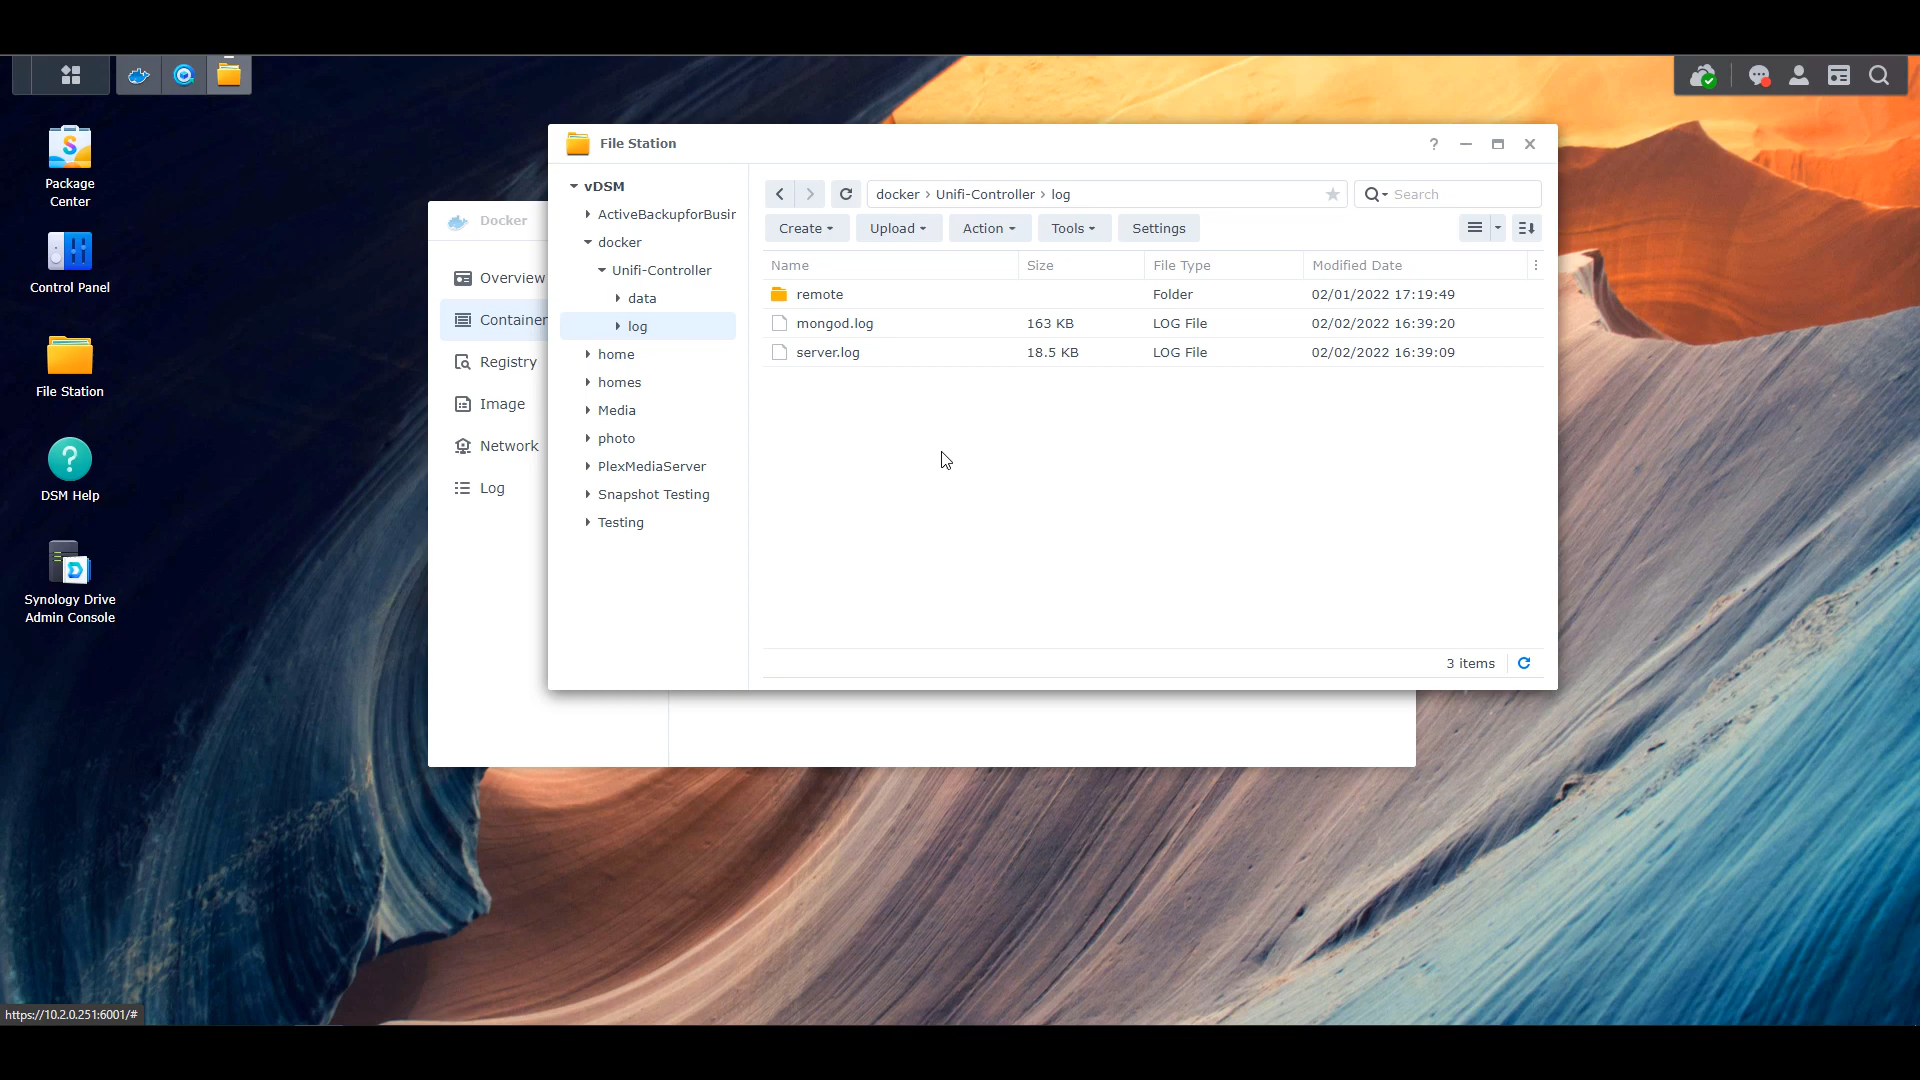 Package
Center
Control Panel
File Station
DSM Help
Synology Drive
Admin Console
Docker
Overview
Container
Registry
Image
Network
Log
File Station
vDSM
ActiveBackupforBusir
docker
Unifi-Controller
data
log
home
homes
Media
photo
PlexMediaServer
Snapshot Testing
Testing
docker › Unifi-Controller › log
Search
Create Upload Action Tools Settings
Name Size File Type Modified Date
remote Folder 02/01/2022 17:19:49
mongod.log 163 KB LOG File 02/02/2022 16:39:20
server.log 18.5 KB LOG File 02/02/2022 16:39:09
3 items
https://10.2.0.251:6001/#